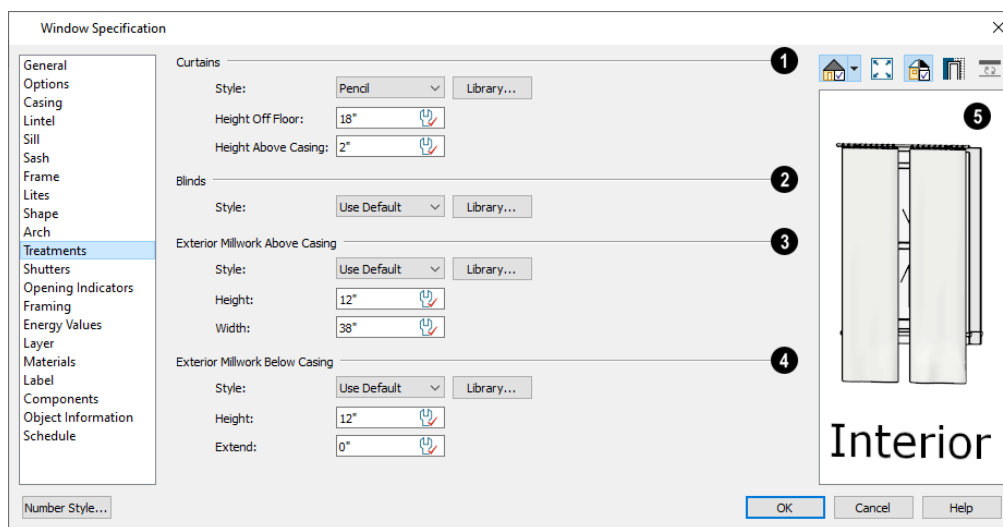 Window Specification
General
Options
Casing
Lintel
Sill
Sash
Frame
Lites
Shape
Arch
Treatments
Shutters
Opening Indicators
Framing
Energy Values
Layer
Materials
Label
Components
Object Information
Schedule
Number Style...
Curtains 1
Style: Pencil Library...
Height Off Floor: 18"
Height Above Casing: 2"
Blinds 2
Style: Use Default Library...
Exterior Millwork Above Casing 3
Style: Use Default Library...
Height: 12"
Width: 38"
Exterior Millwork Below Casing 4
Style: Use Default Library...
Height: 12"
Extend: 0"
5
Interior
OK Cancel Help